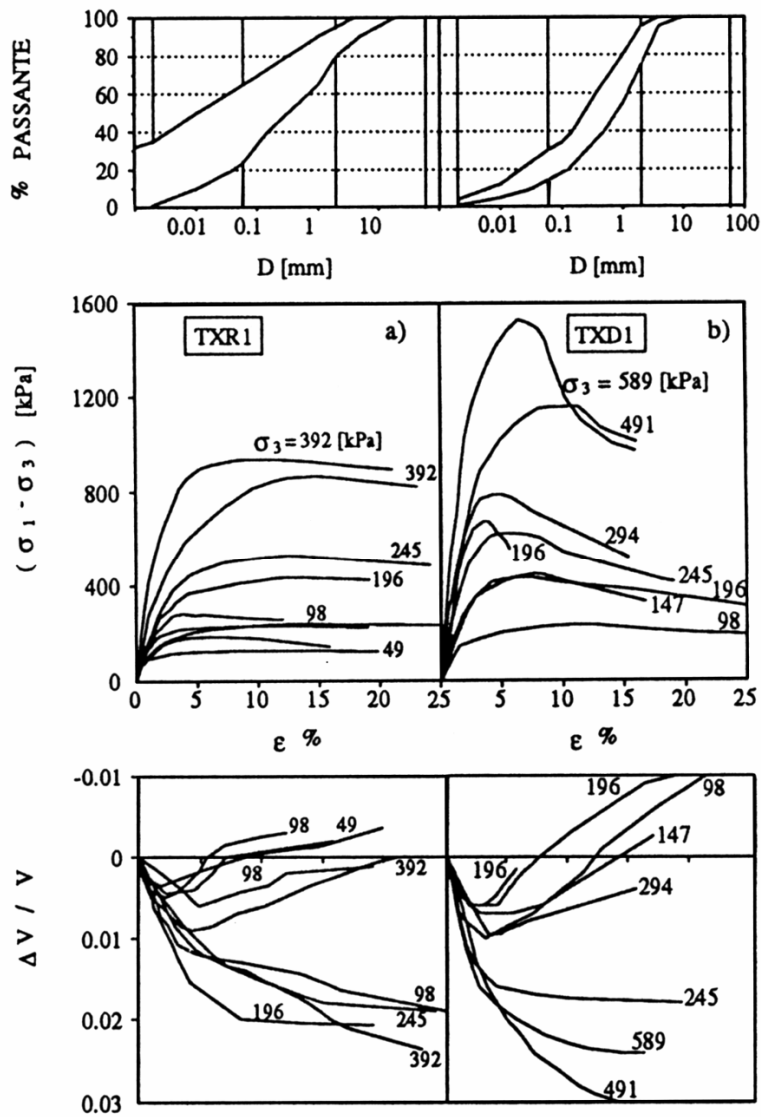 % PASSANTE
100
80
60
40
20
0
0.01 0.1 1 10
D [mm]
0.01 0.1 1 10 100
D [mm]
(σ1 - σ3) [kPa]
1600
1200
800
400
0
TXR1
a)
σ3 = 392 [kPa]
392
245
196
98
49
0 5 10 15 20 25
ε %
TXD1
b)
σ3 = 589 [kPa]
491
294
196
245
196
147
98
5 10 15 20 25
ε %
ΔV / V
-0.01
0
0.01
0.02
0.03
98
49
98
392
98
196
245
392
196
98
147
196
294
245
589
491